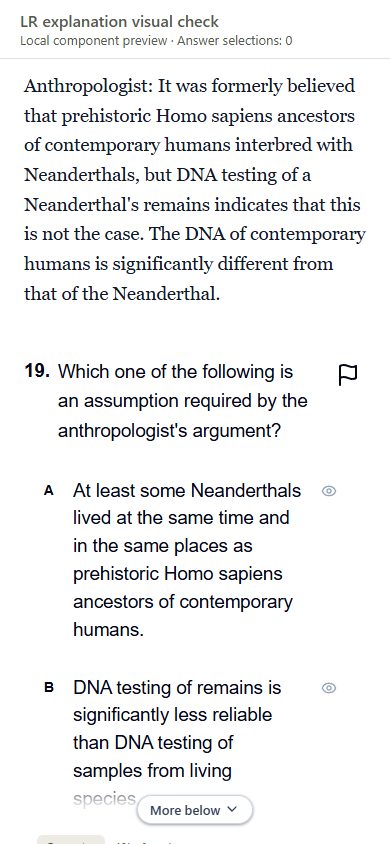 LR explanation visual check
Local component preview · Answer selections: 0
Anthropologist: It was formerly believed
that prehistoric Homo sapiens ancestors
of contemporary humans interbred with
Neanderthals, but DNA testing of a
Neanderthal's remains indicates that this
is not the case. The DNA of contemporary
humans is significantly different from
that of the Neanderthal.
19. Which one of the following is
an assumption required by the
anthropologist's argument?
A At least some Neanderthals
lived at the same time and
in the same places as
prehistoric Homo sapiens
ancestors of contemporary
humans.
B DNA testing of remains is
significantly less reliable
than DNA testing of
samples from living
species
More below